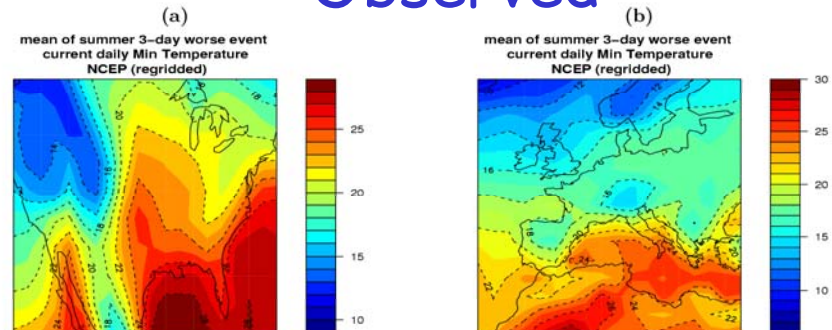 Observed
(a)
mean of summer 3-day worse event
current daily Min Temperature
NCEP (regridded)
25
20
15
10
(b)
mean of summer 3-day worse event
current daily Min Temperature
NCEP (regridded)
30
25
20
15
10